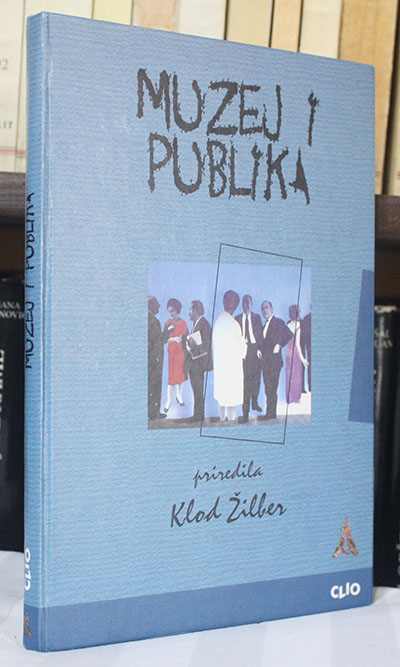 MUZEJ I
PUBLIKA
priredila
Klod Žilber
CLIO
MUZEJ I PUBLIKA
CLIO